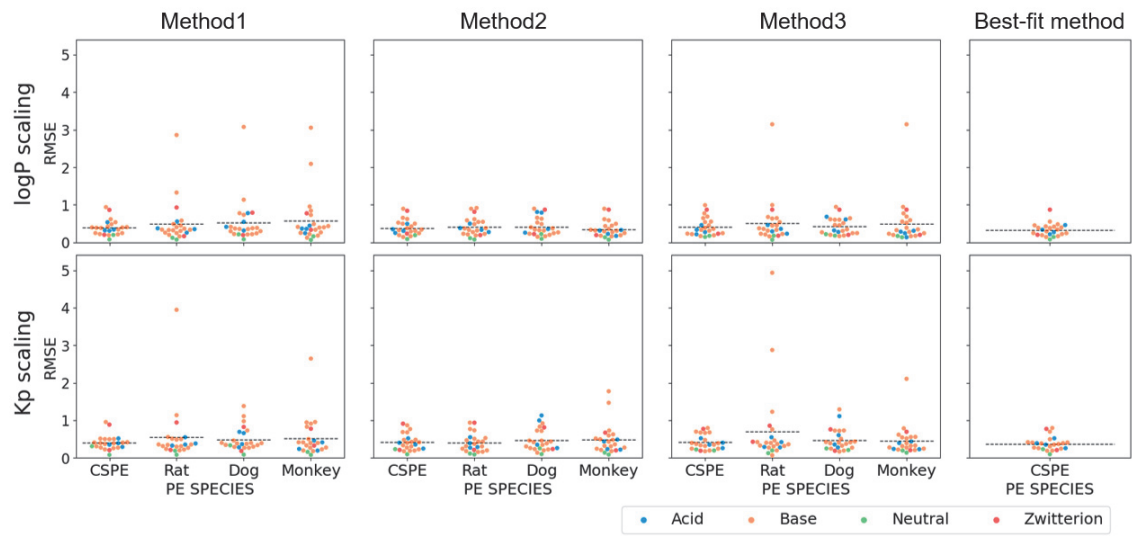 Method1 Method2 Method3 Best-fit method
logP scaling
RMSE
5
4
3
2
1
0
Kp scaling
RMSE
5
4
3
2
1
0
CSPE Rat Dog Monkey CSPE Rat Dog Monkey CSPE Rat Dog Monkey CSPE
PE SPECIES PE SPECIES PE SPECIES PE SPECIES
Acid Base Neutral Zwitterion